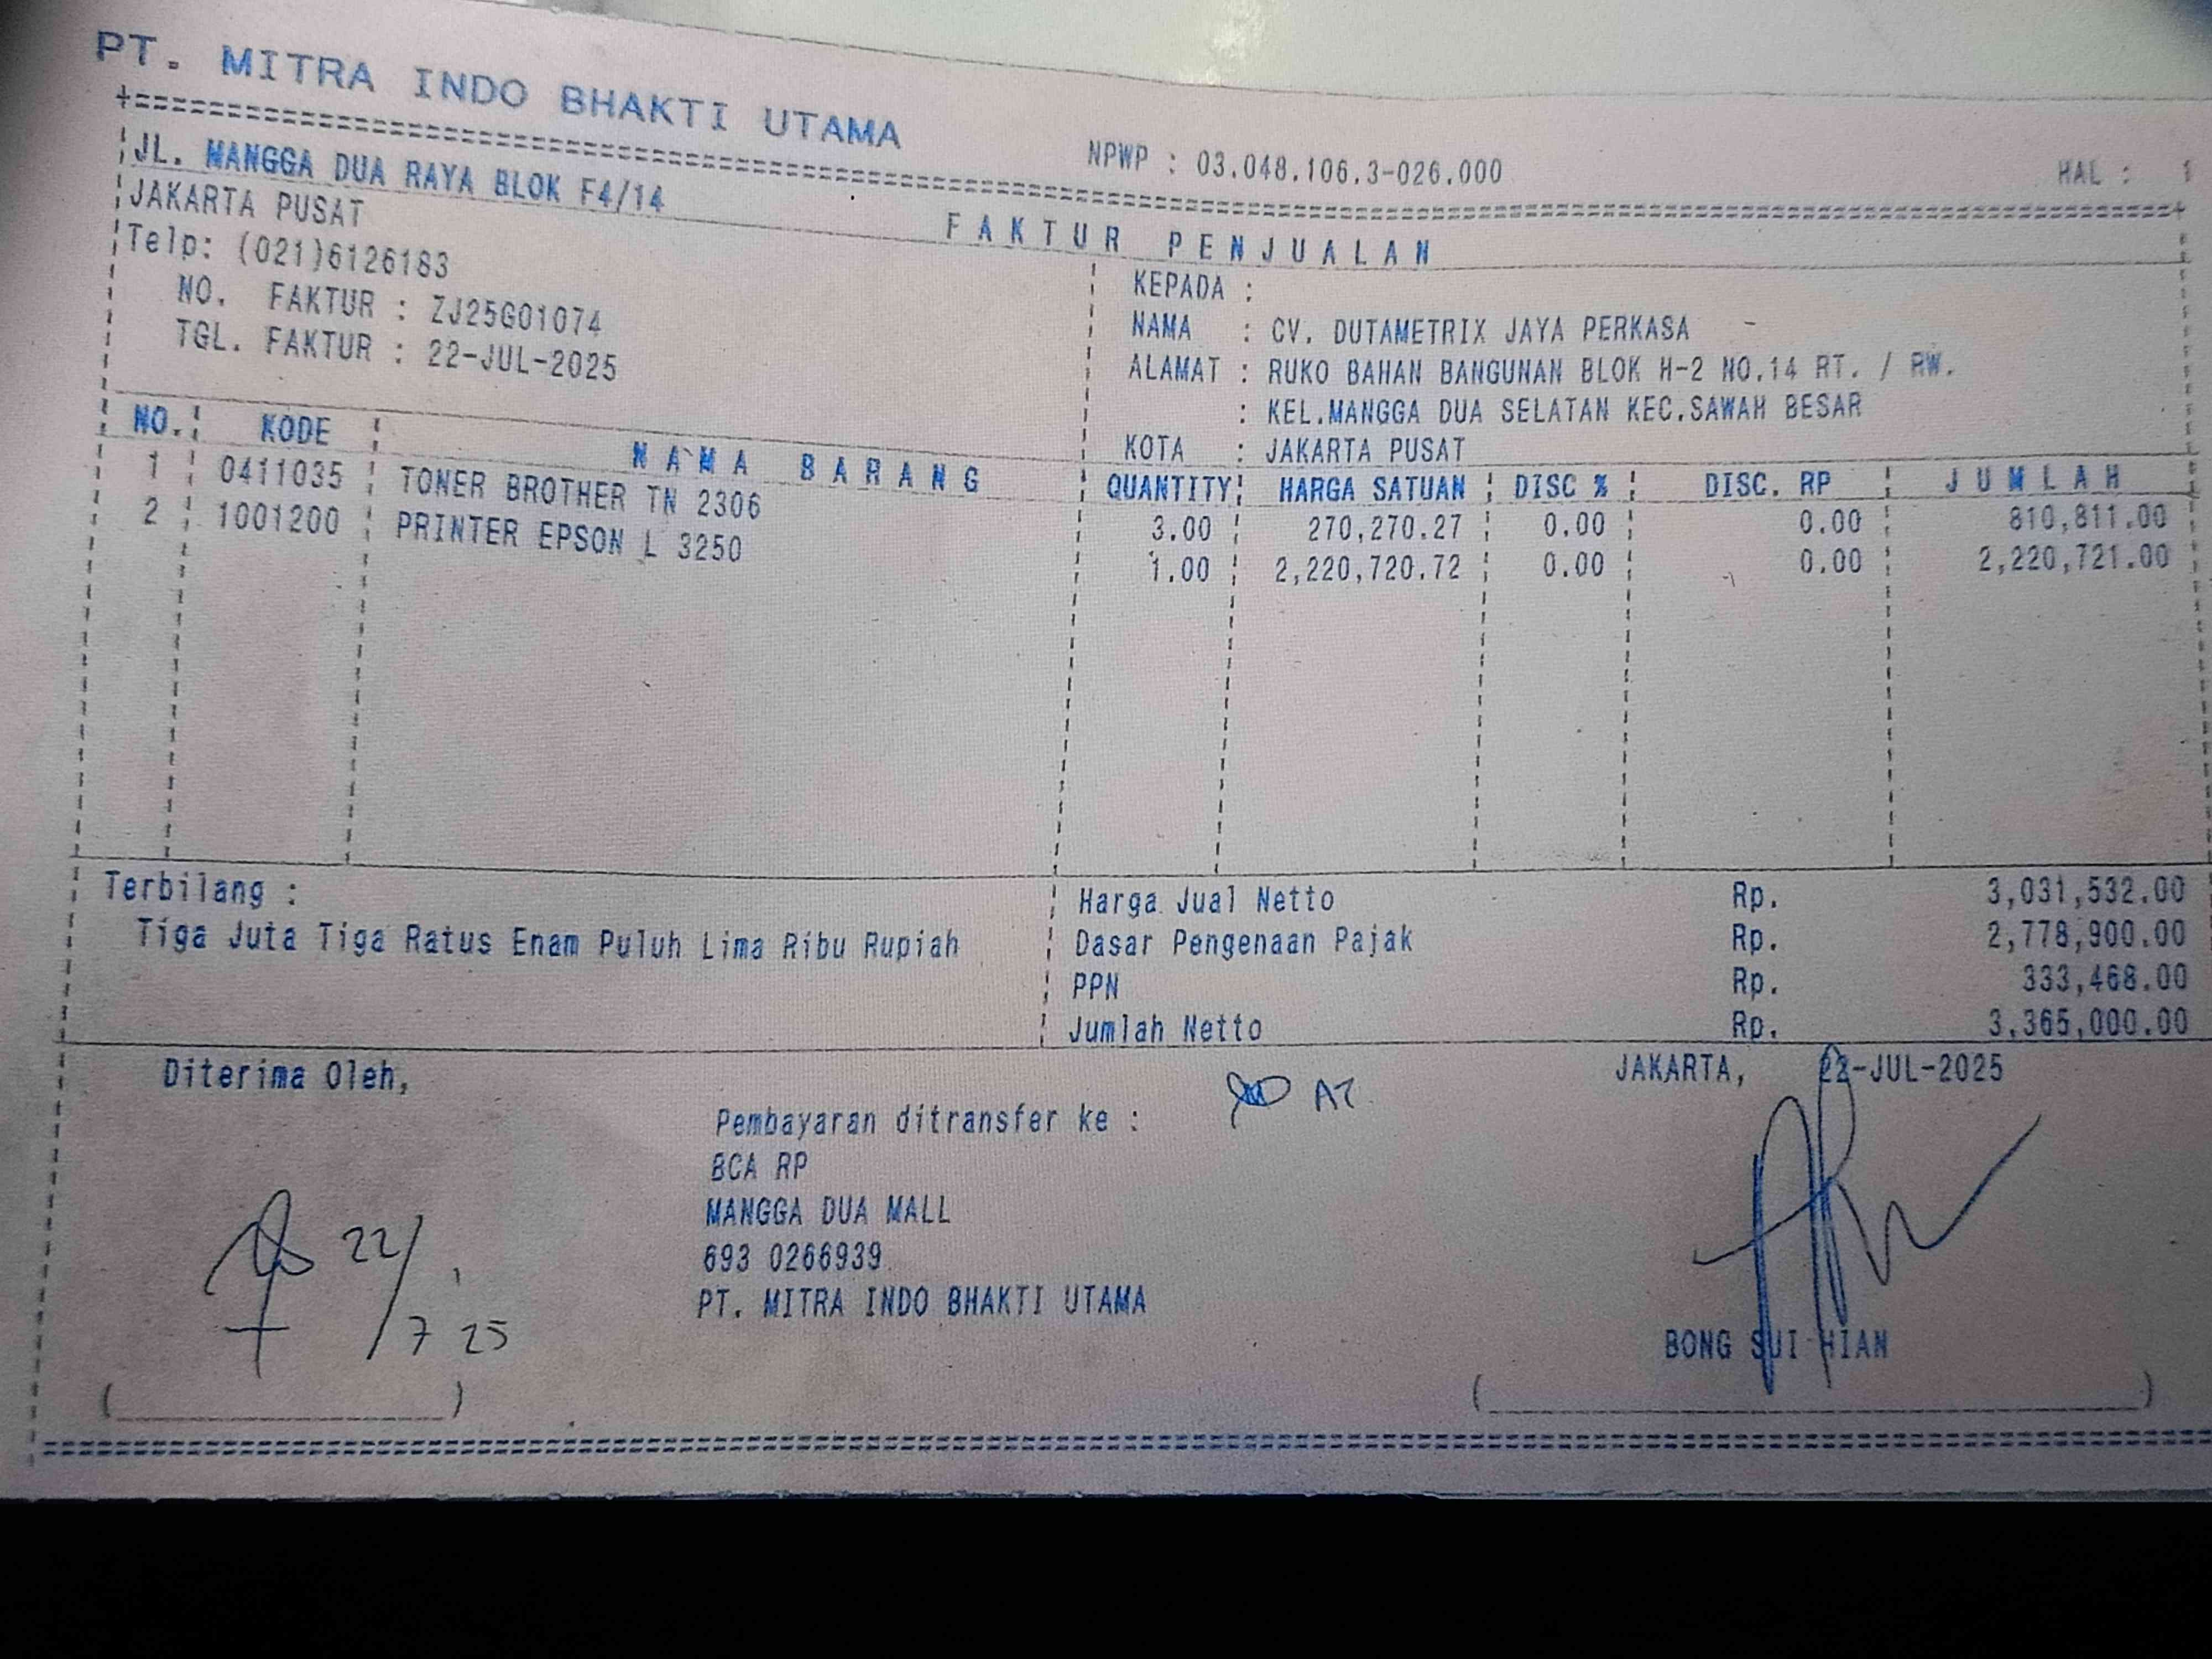 PT. MITRA INDO BHAKTI UTAMA
NPWP : 03.048.106.3-026.000 HAL : 1
JL. MANGGA DUA RAYA BLOK F4/14
JAKARTA PUSAT
Telp: (021)6126183
FAKTUR PENJUALAN
NO. FAKTUR : ZJ25G01074
TGL. FAKTUR : 22-JUL-2025
KEPADA :
NAMA : CV. DUTAMETRIX JAYA PERKASA
ALAMAT : RUKO BAHAN BANGUNAN BLOK H-2 NO.14 RT. / RW.
: KEL.MANGGA DUA SELATAN KEC.SAWAH BESAR
KOTA : JAKARTA PUSAT
NO. KODE NAMA BARANG QUANTITY HARGA SATUAN DISC % DISC. RP JUMLAH
1 0411035 TONER BROTHER TN 2306 3.00 270,270.27 0.00 0.00 810,811.00
2 1001200 PRINTER EPSON L 3250 1.00 2,220,720.72 0.00 0.00 2,220,721.00
Terbilang :
Tiga Juta Tiga Ratus Enam Puluh Lima Ribu Rupiah
Harga Jual Netto Rp. 3,031,532.00
Dasar Pengenaan Pajak Rp. 2,778,900.00
PPN Rp. 333,468.00
Jumlah Netto Rp. 3,365,000.00
Diterima Oleh,
22/7 25
Pembayaran ditransfer ke :
BCA RP
MANGGA DUA MALL
693 0266939
PT. MITRA INDO BHAKTI UTAMA
JAKARTA, 22-JUL-2025
BONG SUI HIAN